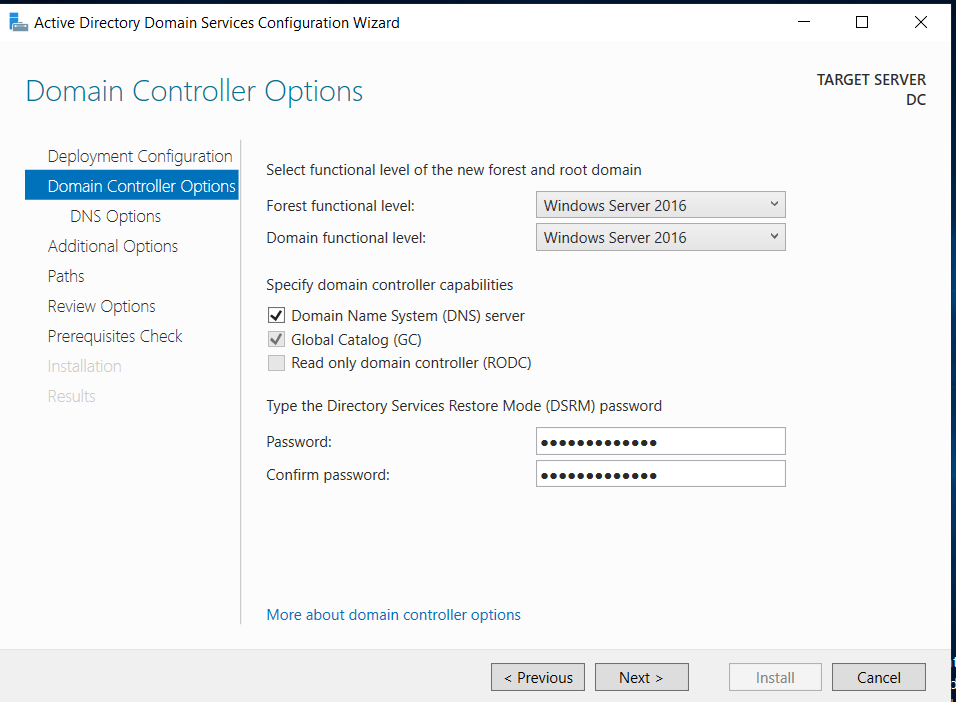 Active Directory Domain Services Configuration Wizard
Domain Controller Options
TARGET SERVER
DC
Deployment Configuration
Domain Controller Options
DNS Options
Additional Options
Paths
Review Options
Prerequisites Check
Installation
Results
Select functional level of the new forest and root domain
Forest functional level: Windows Server 2016
Domain functional level: Windows Server 2016
Specify domain controller capabilities
Domain Name System (DNS) server
Global Catalog (GC)
Read only domain controller (RODC)
Type the Directory Services Restore Mode (DSRM) password
Password: ●●●●●●●●●●●●●
Confirm password: ●●●●●●●●●●●●●
More about domain controller options
< Previous Next > Install Cancel